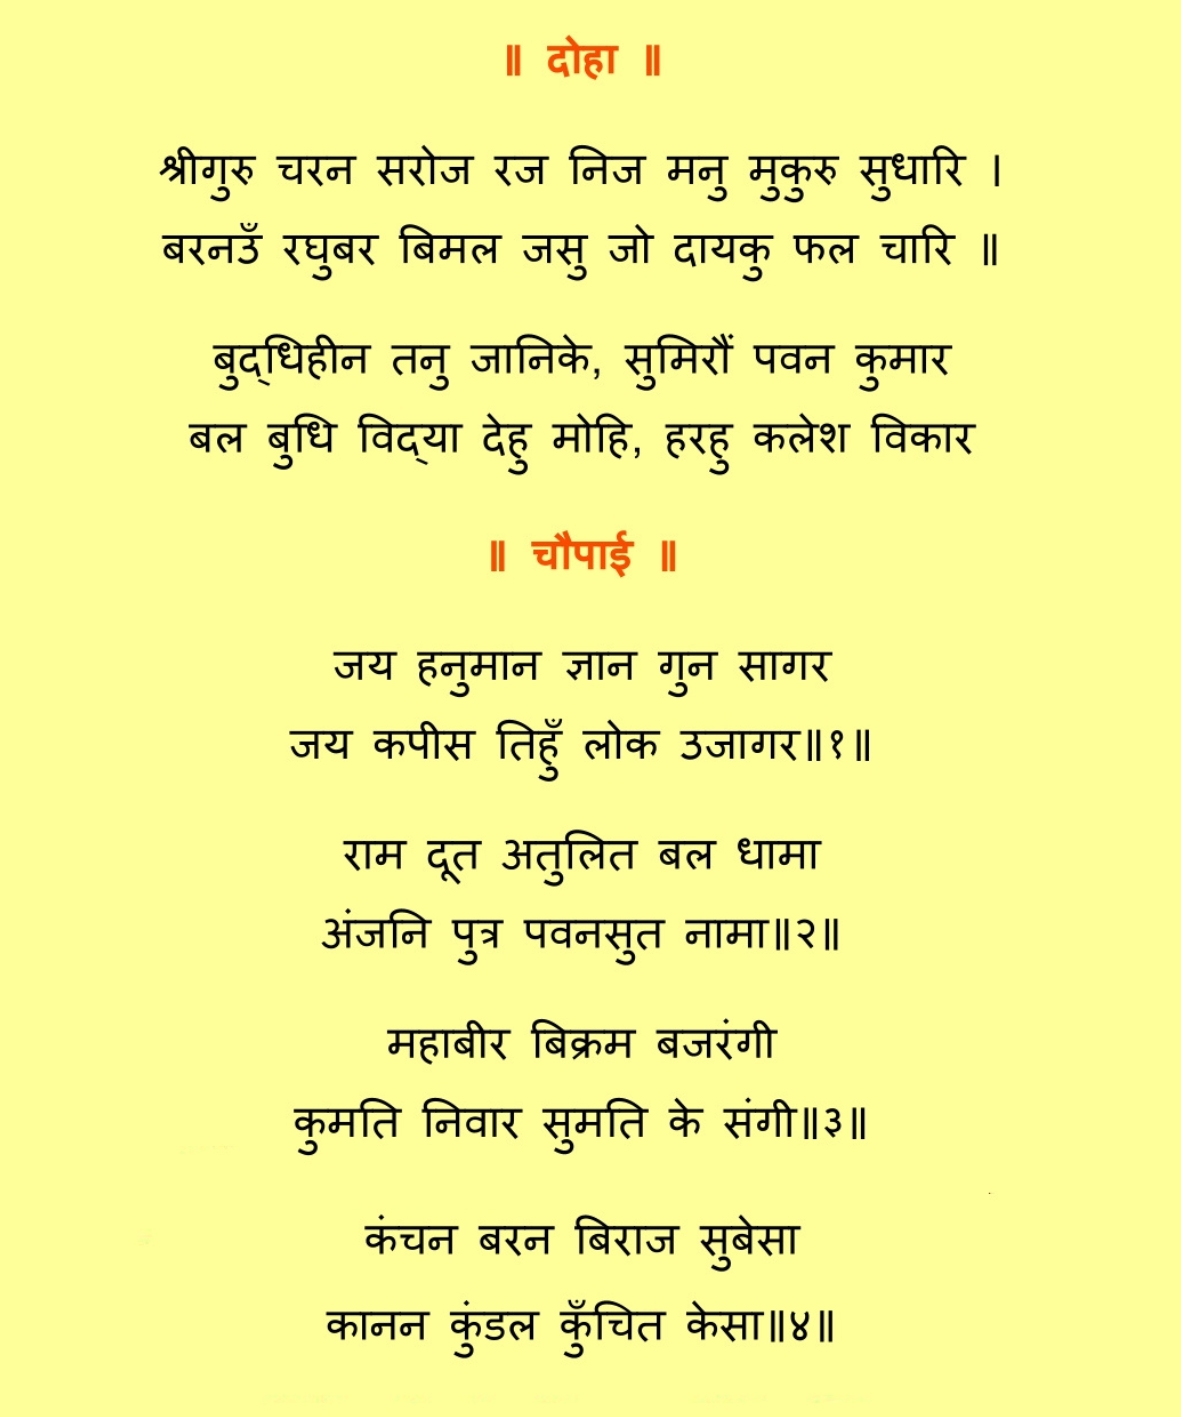 ॥ दोहा ॥
श्रीगुरु चरन सरोज रज निज मनु मुकुरु सुधारि ।
बरनउँ रघुबर बिमल जसु जो दायकु फल चारि ॥
बुद्‌धिहीन तनु जानिके, सुमिरौं पवन कुमार
बल बुधि विद्‌या देहु मोहि, हरहु कलेश विकार
॥ चौपाई ॥
जय हनुमान ज्ञान गुन सागर
जय कपीस तिहुँ लोक उजागर॥१॥
राम दूत अतुलित बल धामा
अंजनि पुत्र पवनसुत नामा॥२॥
महाबीर बिक्रम बजरंगी
कुमति निवार सुमति के संगी॥३॥
कंचन बरन बिराज सुबेसा
कानन कुंडल कुँचित केसा॥४॥